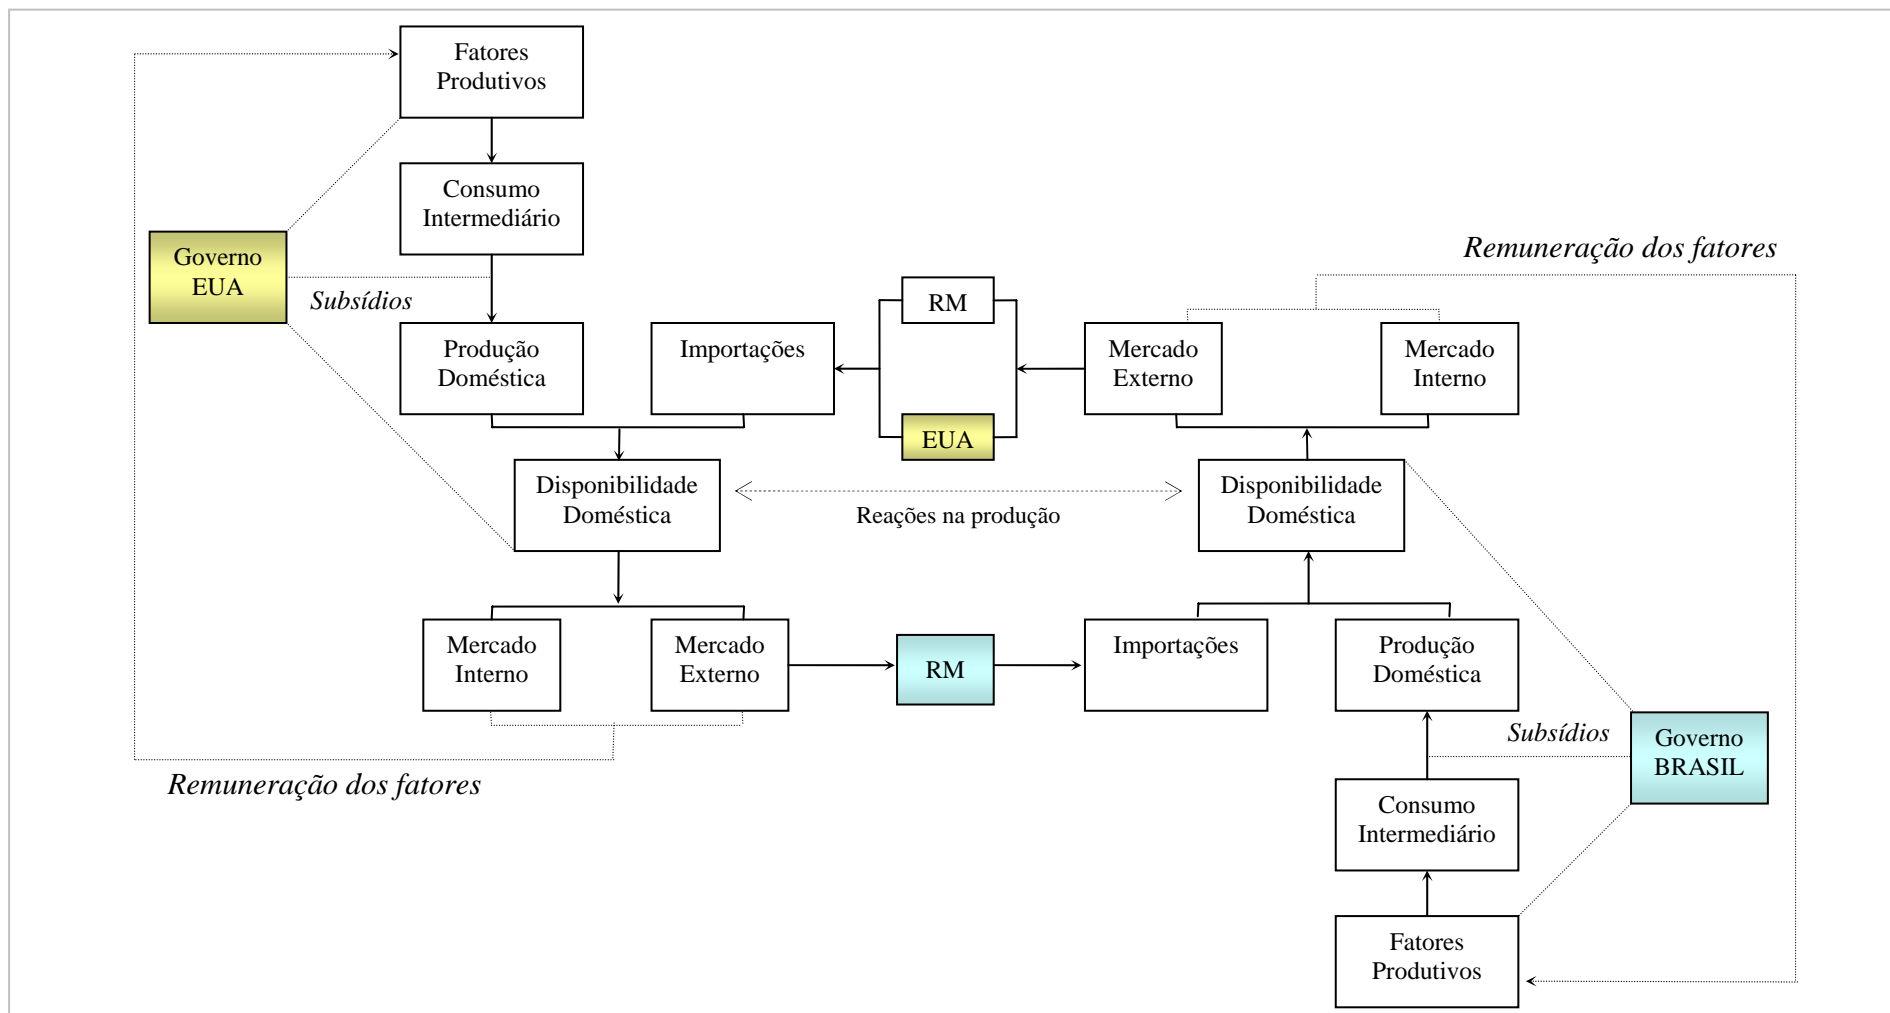 Fatores
Produtivos
Consumo
Intermediário
Governo
EUA
Subsídios
Remuneração dos fatores
Produção
Doméstica
Importações
RM
EUA
Mercado
Externo
Mercado
Interno
Disponibilidade
Doméstica
Reações na produção
Disponibilidade
Doméstica
Mercado
Interno
Mercado
Externo
RM
Importações
Produção
Doméstica
Remuneração dos fatores
Subsídios
Governo
BRASIL
Consumo
Intermediário
Fatores
Produtivos